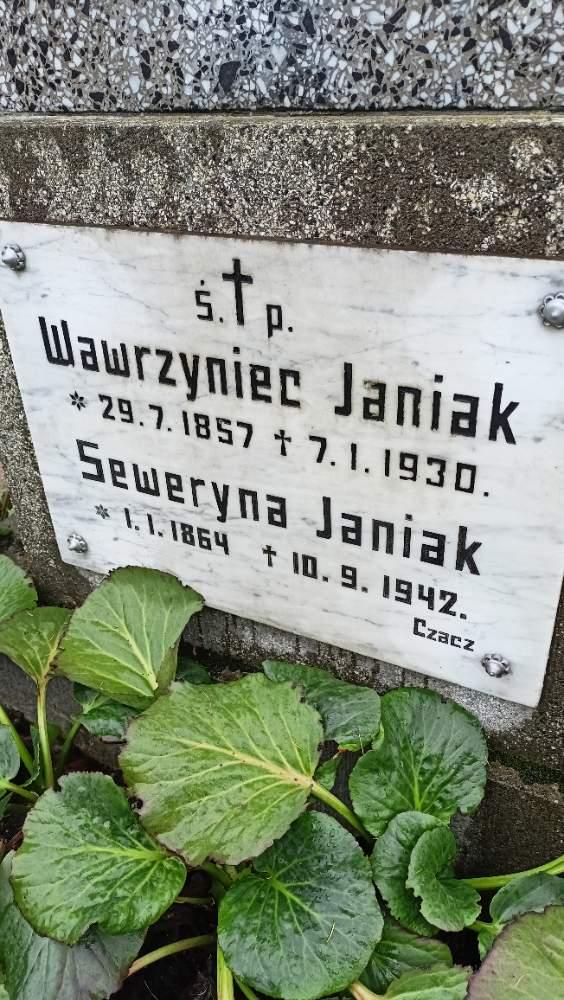 Ś. † p.
Wawrzyniec Janiak
* 29.7.1857 † 7.1.1930.
Seweryna Janiak
* 1.1.1864 † 10.9.1942.
Czacz